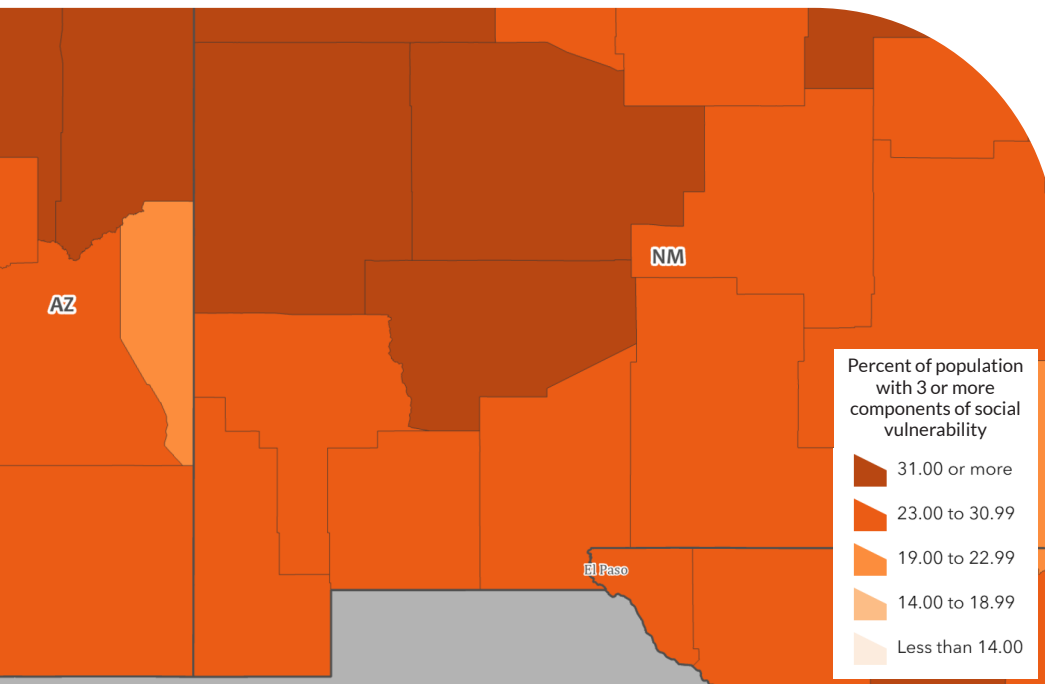 NM
AZ
El Paso
Percent of population
with 3 or more
components of social
vulnerability
31.00 or more
23.00 to 30.99
19.00 to 22.99
14.00 to 18.99
Less than 14.00